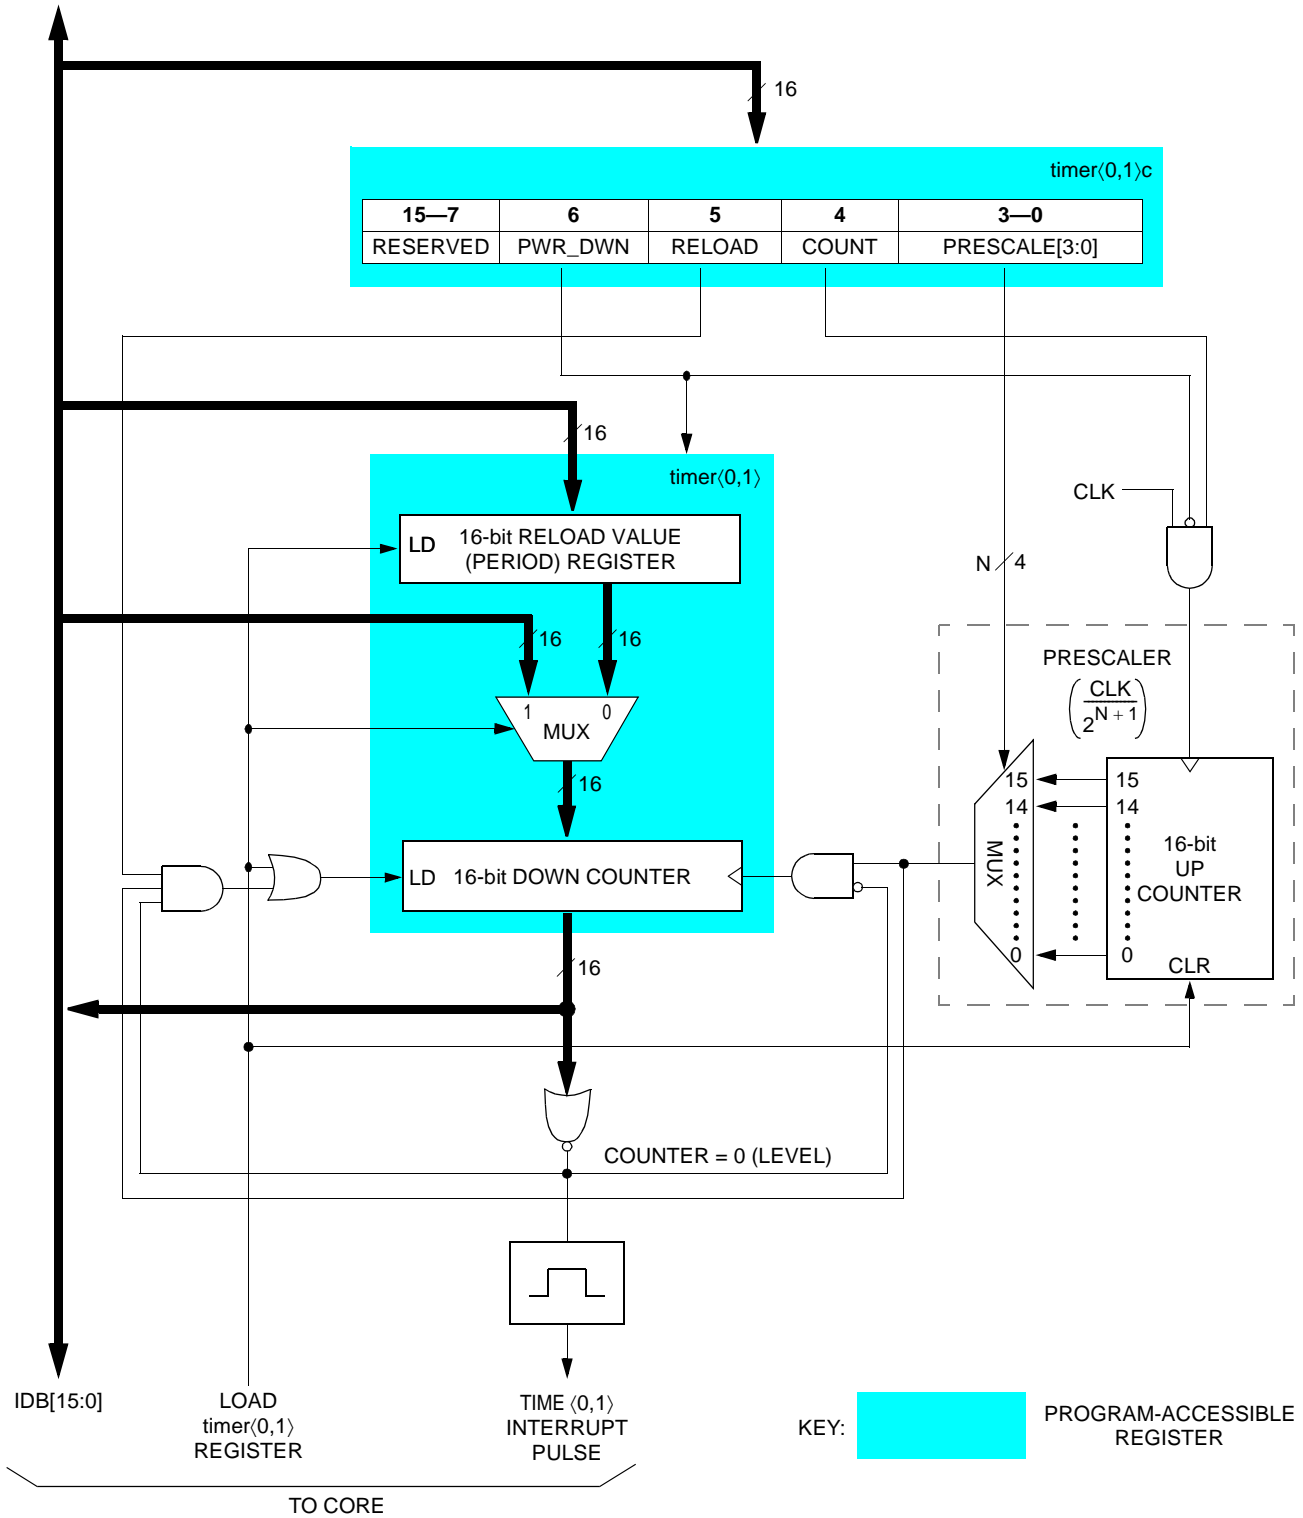 16
timer⟨0,1⟩c
15—7 6 5 4 3—0
RESERVED PWR_DWN RELOAD COUNT PRESCALE[3:0]
16
timer⟨0,1⟩
CLK
LD 16-bit RELOAD VALUE
(PERIOD) REGISTER
N 4
16 16
PRESCALER
CLK
2^N + 1
1 0
MUX
16
15 15
14 14
MUX
16-bit
UP
COUNTER
LD 16-bit DOWN COUNTER
0 0
CLR
16
COUNTER = 0 (LEVEL)
IDB[15:0]
LOAD
timer⟨0,1⟩
REGISTER
TIME ⟨0,1⟩
INTERRUPT
PULSE
KEY:
PROGRAM-ACCESSIBLE
REGISTER
TO CORE